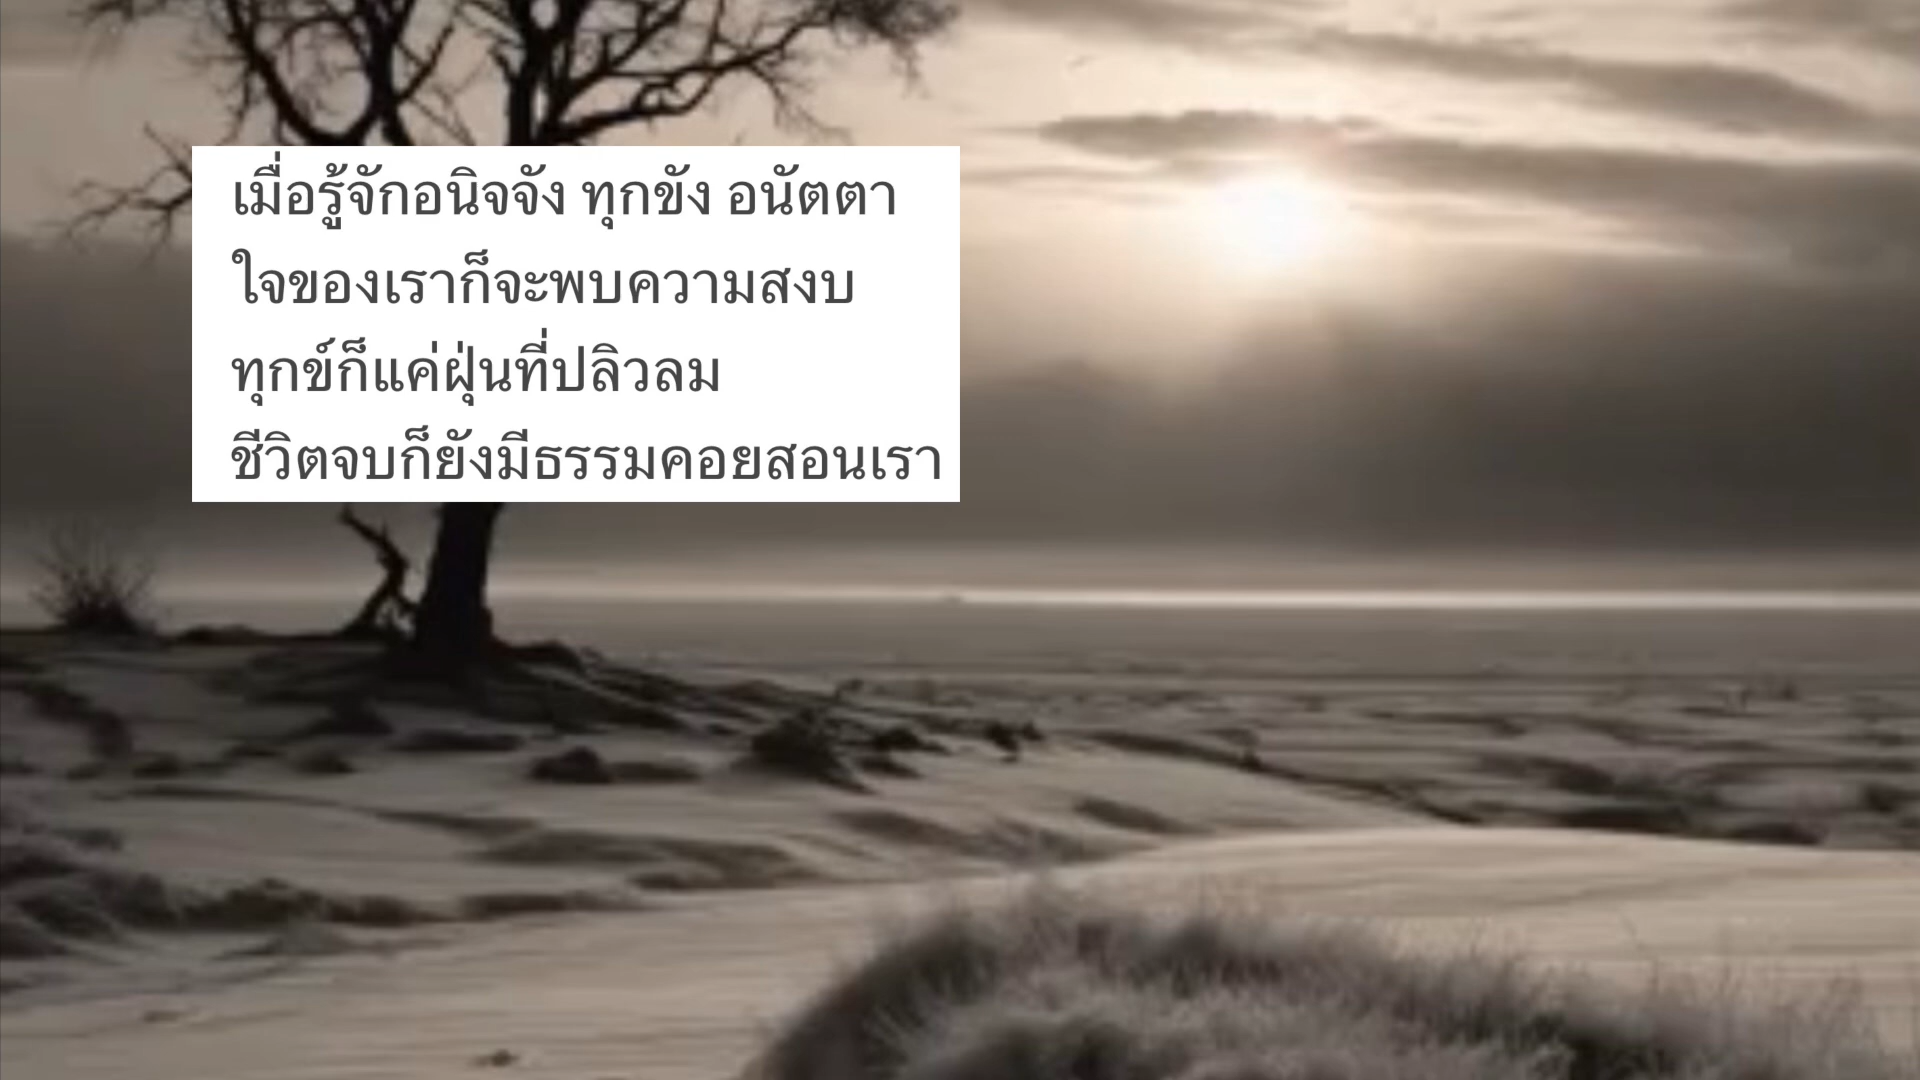 เมื่อรู้จักอนิจจัง ทุกขัง อนัตตา
ใจของเราก็จะพบความสงบ
ทุกข์ก็แค่ฝุ่นที่ปลิวลม
ชีวิตจบก็ยังมีธรรมคอยสอนเรา